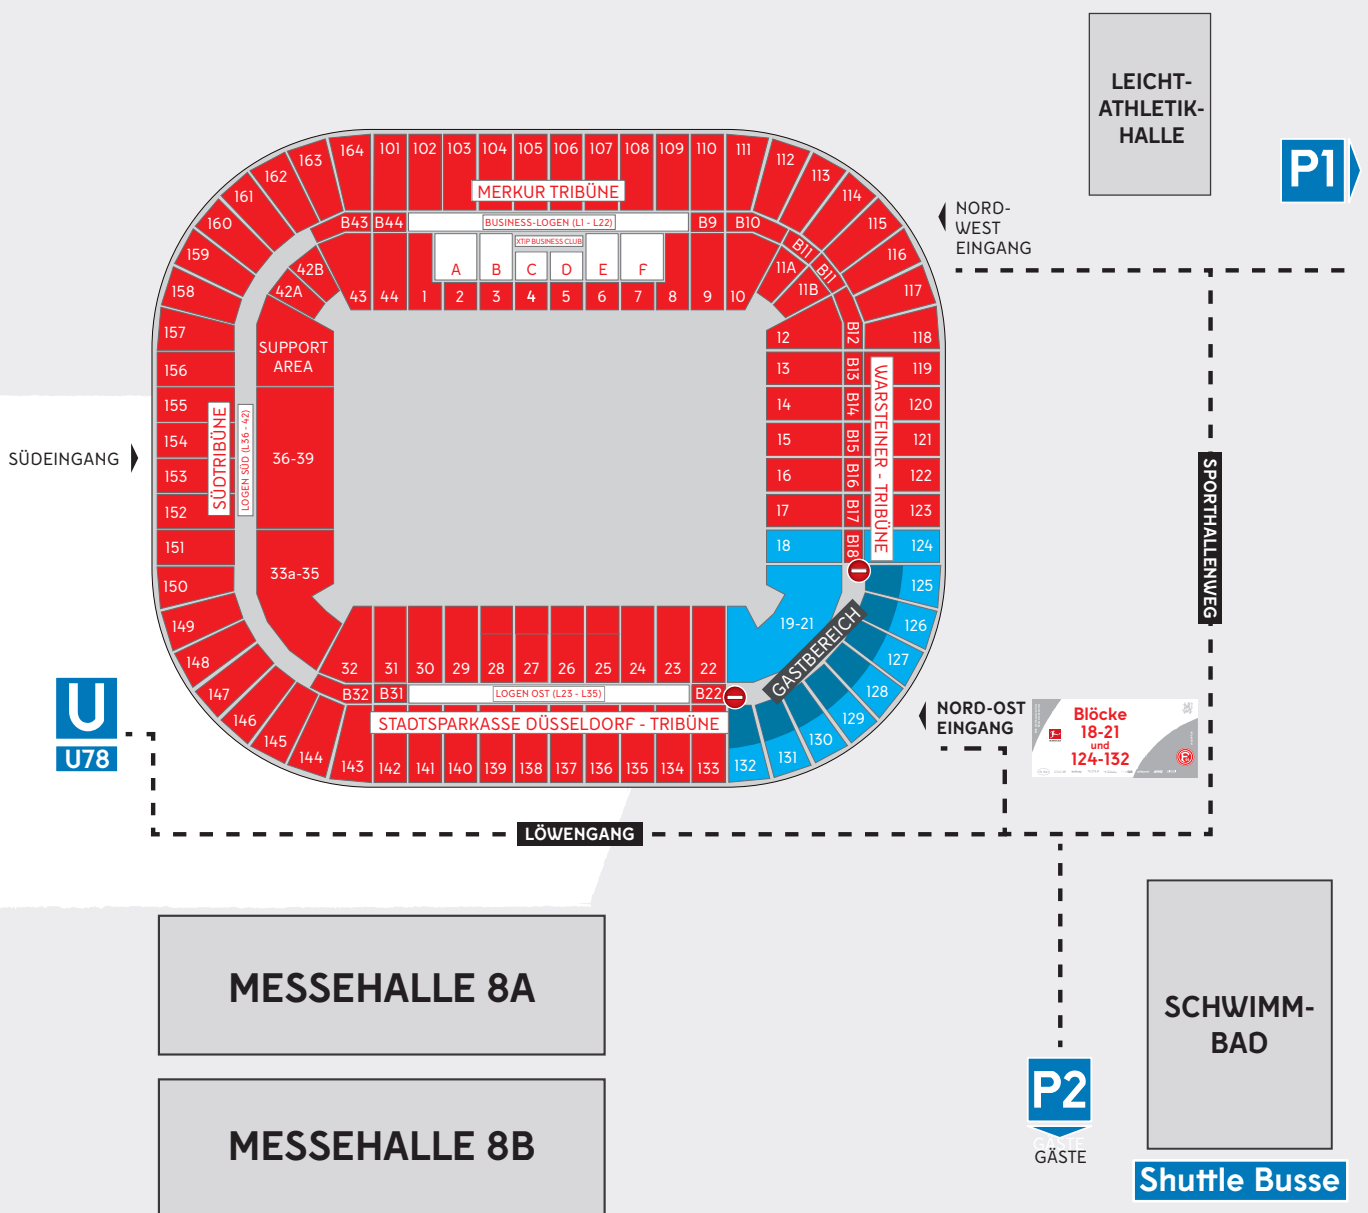 LEICHT-
ATHLETIK-
HALLE
P1
NORD-
WEST
EINGANG
164 101 102 103 104 105 106 107 108 109 110 111
163 112
162 113
161 114
160 115
159 116
158 117
157 118
156 119
155 120
154 121
153 122
152 123
151 124
150 125
149 126
148 127
147 128
146 129
145 130
144 131
143 142 141 140 139 138 137 136 135 134 133 132
MERKUR TRIBÜNE
B43 B44 BUSINESS-LOGEN (L1 - L22) B9 B10
B11
B11
XTIP BUSINESS CLUB
A B C D E F
42B
42A
11A
11B
43 44 1 2 3 4 5 6 7 8 9 10
SUPPORT
AREA
36-39
33a-35
SÜDTRIBÜNE
LOGEN SÜD (L36 - 42)
12 B12
13 B13
14 B14
15 B15
16 B16
17 B17
18 B18
WARSTEINER - TRIBÜNE
19-21
GASTBEREICH
32 31 30 29 28 27 26 25 24 23 22
B32 B31 LOGEN OST (L23 - L35) B22
STADTSPARKASSE DÜSSELDORF - TRIBÜNE
SÜDEINGANG
SPORTHALLENWEG
U
U78
NORD-OST
EINGANG
Blöcke
18-21
und
124-132
LÖWENGANG
MESSEHALLE 8A
MESSEHALLE 8B
SCHWIMM-
BAD
P2
GÄSTE
GÄSTE
Shuttle Busse